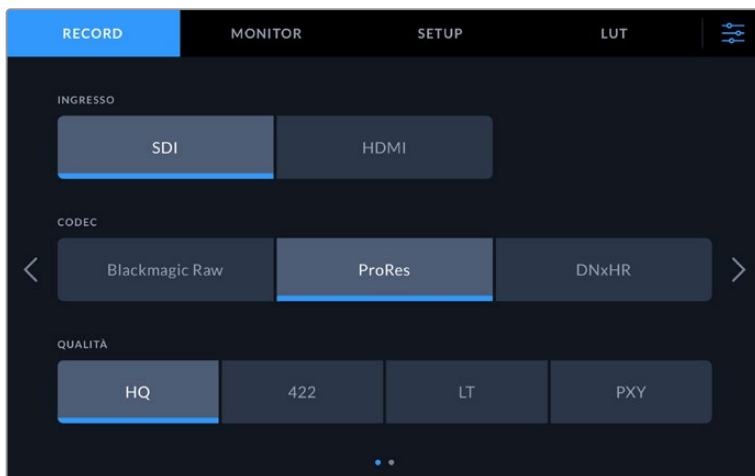 RECORD MONITOR SETUP LUT
INGRESSO
SDI HDMI
CODEC
Blackmagic Raw ProRes DNxHR
QUALITÀ
HQ 422 LT PXY